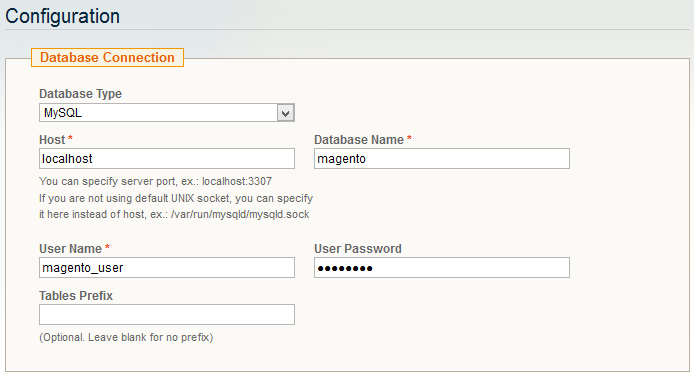 Configuration
Database Connection
Database Type
MySQL
Host *
Database Name *
localhost
magento
You can specify server port, ex.: localhost:3307
If you are not using default UNIX socket, you can specify
it here instead of host, ex.: /var/run/mysqld/mysqld.sock
User Name *
User Password
magento_user
●●●●●●●●
Tables Prefix
(Optional. Leave blank for no prefix)